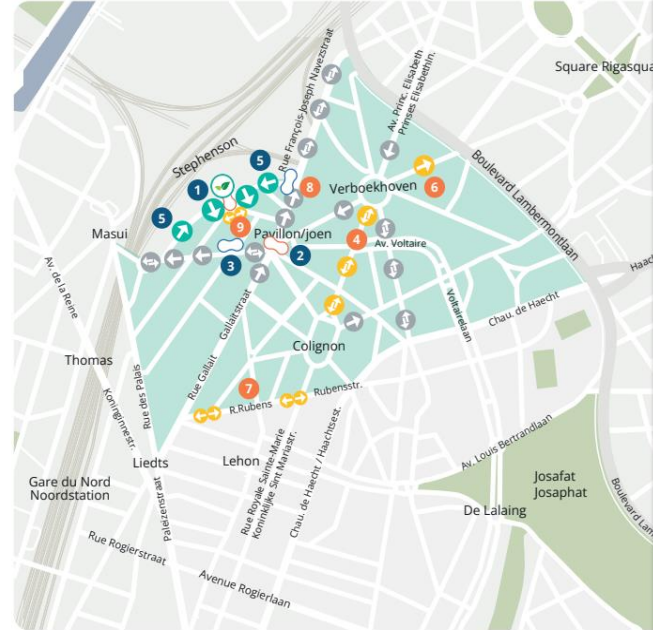 Square Rigasqua
Av. Princ. Elisabeth
Prinses Elisabethln.
Rue François-Joseph Navezstraat
Stephenson
5
1
8
Verboekhoven
6
Boulevard Lambermontlaan
5
Masui
9
Pavillon/joen
4
Av. Voltaire
Haach
3
2
Av. de la Reine
Voltairelaan
Chau. de Haecht
Gallaitstraat
Rue Gallait
Colignon
Thomas
Rue des Palais
Koninginnestr.
7
Rubensstr.
R.Rubens
Liedts
Lehon
Rue Royale Sainte-Marie
Koninklijke Sint Mariastr.
Chau. de Haecht / Haachtsest.
Av. Louis Bertrandlaan
Gare du Nord
Noordstation
Paleizenstraat
Josafat
Josaphat
De Lalaing
Boulevard Lam
Rue Rogierstraat
Avenue Rogierlaan